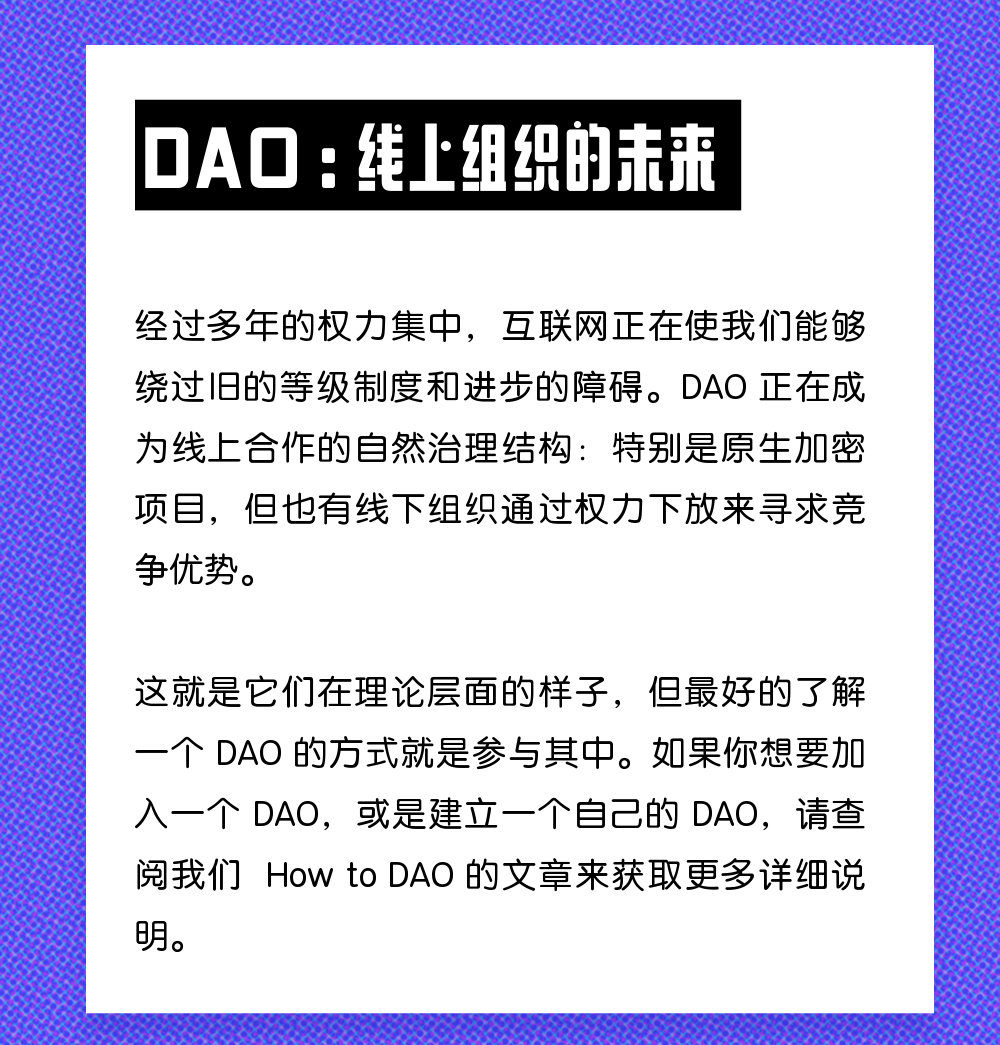 DAO：线上组织的未来
经过多年的权力集中，互联网正在使我们能够
绕过旧的等级制度和进步的障碍。DAO 正在成
为线上合作的自然治理结构：特别是原生加密
项目，但也有线下组织通过权力下放来寻求竞
争优势。
这就是它们在理论层面的样子，但最好的了解
一个 DAO 的方式就是参与其中。如果你想要加
入一个 DAO，或是建立一个自己的 DAO，请查
阅我们 How to DAO 的文章来获取更多详细说
明。